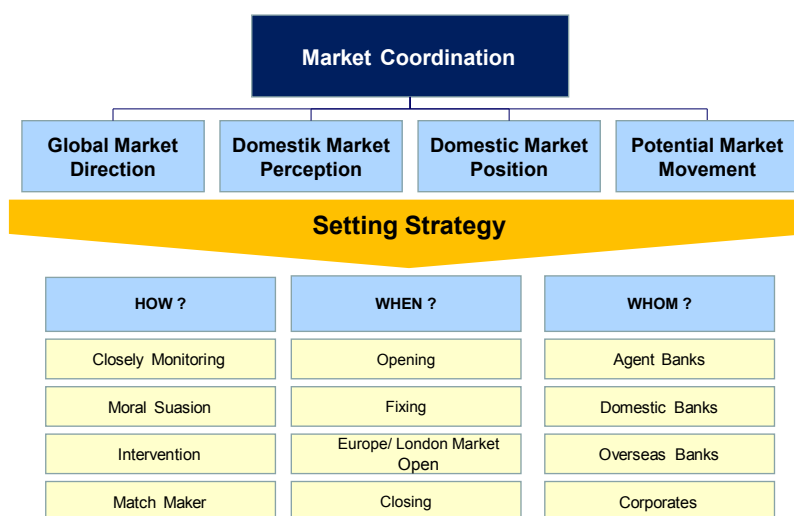 Market Coordination
Global Market
Direction
Domestik Market
Perception
Domestic Market
Position
Potential Market
Movement
Setting Strategy
HOW ?
WHEN ?
WHOM ?
Closely Monitoring
Opening
Agent Banks
Moral Suasion
Fixing
Domestic Banks
Intervention
Europe/ London Market
Open
Overseas Banks
Match Maker
Closing
Corporates